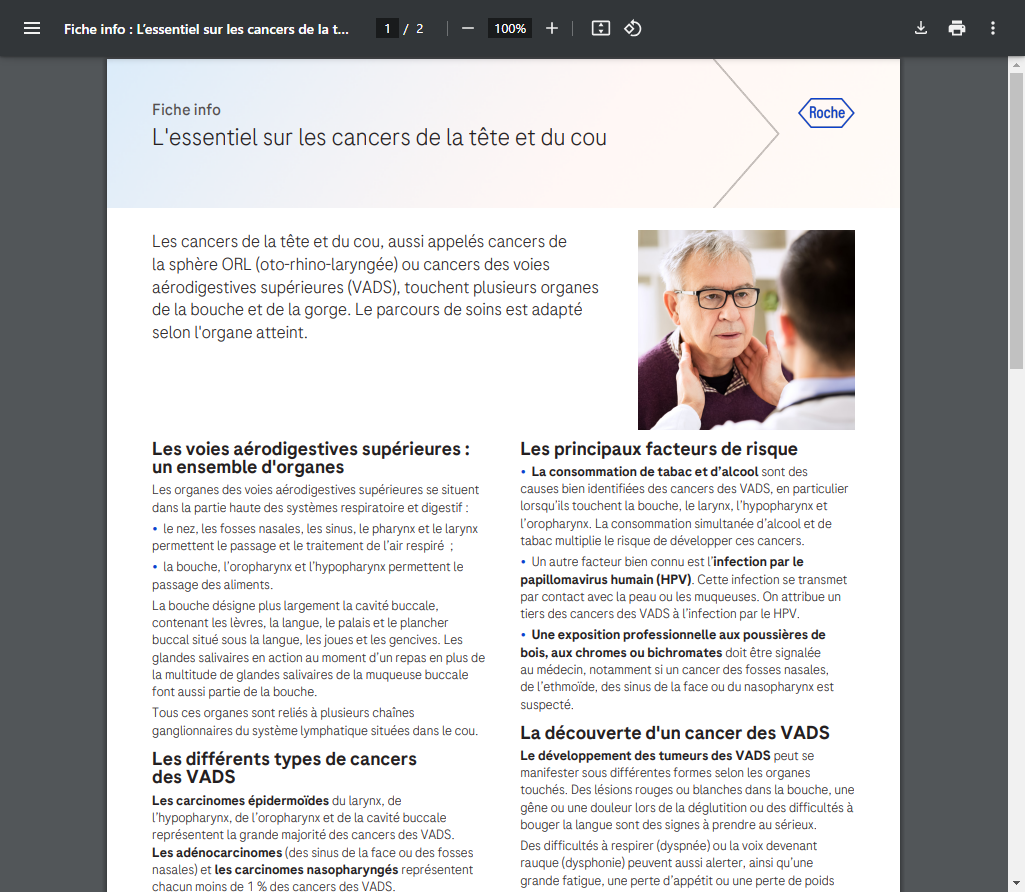 Fiche info : L'essentiel sur les cancers de la t...
1 / 2
100%
Fiche info
L'essentiel sur les cancers de la tête et du cou
Roche
Les cancers de la tête et du cou, aussi appelés cancers de
la sphère ORL (oto-rhino-laryngée) ou cancers des voies
aérodigestives supérieures (VADS), touchent plusieurs organes
de la bouche et de la gorge. Le parcours de soins est adapté
selon l'organe atteint.
Les voies aérodigestives supérieures :
un ensemble d'organes
Les organes des voies aérodigestives supérieures se situent
dans la partie haute des systèmes respiratoire et digestif :
• le nez, les fosses nasales, les sinus, le pharynx et le larynx
permettent le passage et le traitement de l'air respiré ;
• la bouche, l'oropharynx et l'hypopharynx permettent le
passage des aliments.
La bouche désigne plus largement la cavité buccale,
contenant les lèvres, la langue, le palais et le plancher
buccal situé sous la langue, les joues et les gencives. Les
glandes salivaires en action au moment d'un repas en plus de
la multitude de glandes salivaires de la muqueuse buccale
font aussi partie de la bouche.
Tous ces organes sont reliés à plusieurs chaînes
ganglionnaires du système lymphatique situées dans le cou.
Les différents types de cancers
des VADS
Les carcinomes épidermoïdes du larynx, de
l'hypopharynx, de l'oropharynx et de la cavité buccale
représentent la grande majorité des cancers des VADS.
Les adénocarcinomes (des sinus de la face ou des fosses
nasales) et les carcinomes nasopharyngés représentent
chacun moins de 1 % des cancers des VADS.
Les principaux facteurs de risque
• La consommation de tabac et d'alcool sont des
causes bien identifiées des cancers des VADS, en particulier
lorsqu'ils touchent la bouche, le larynx, l'hypopharynx et
l'oropharynx. La consommation simultanée d'alcool et de
tabac multiplie le risque de développer ces cancers.
• Un autre facteur bien connu est l'infection par le
papillomavirus humain (HPV). Cette infection se transmet
par contact avec la peau ou les muqueuses. On attribue un
tiers des cancers des VADS à l'infection par le HPV.
• Une exposition professionnelle aux poussières de
bois, aux chromes ou bichromates doit être signalée
au médecin, notamment si un cancer des fosses nasales,
de l'ethmoïde, des sinus de la face ou du nasopharynx est
suspecté.
La découverte d'un cancer des VADS
Le développement des tumeurs des VADS peut se
manifester sous différentes formes selon les organes
touchés. Des lésions rouges ou blanches dans la bouche, une
gêne ou une douleur lors de la déglutition ou des difficultés à
bouger la langue sont des signes à prendre au sérieux.
Des difficultés à respirer (dyspnée) ou la voix devenant
rauque (dysphonie) peuvent aussi alerter, ainsi qu'une
grande fatigue, une perte d'appétit ou une perte de poids